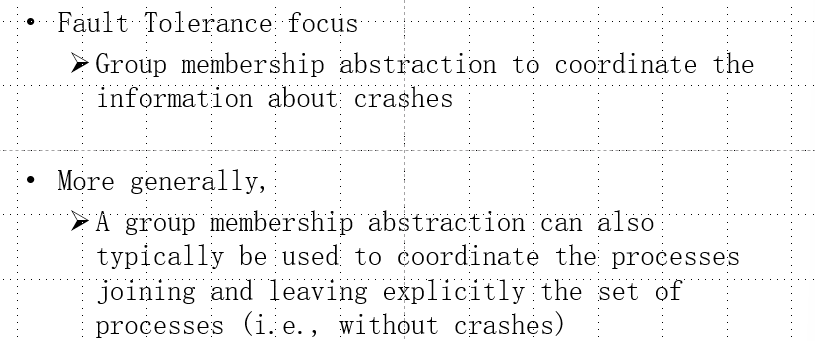 • Fault Tolerance focus
➢ Group membership abstraction to coordinate the
information about crashes
• More generally,
➢ A group membership abstraction can also
typically be used to coordinate the processes
joining and leaving explicitly the set of
processes (i.e., without crashes)